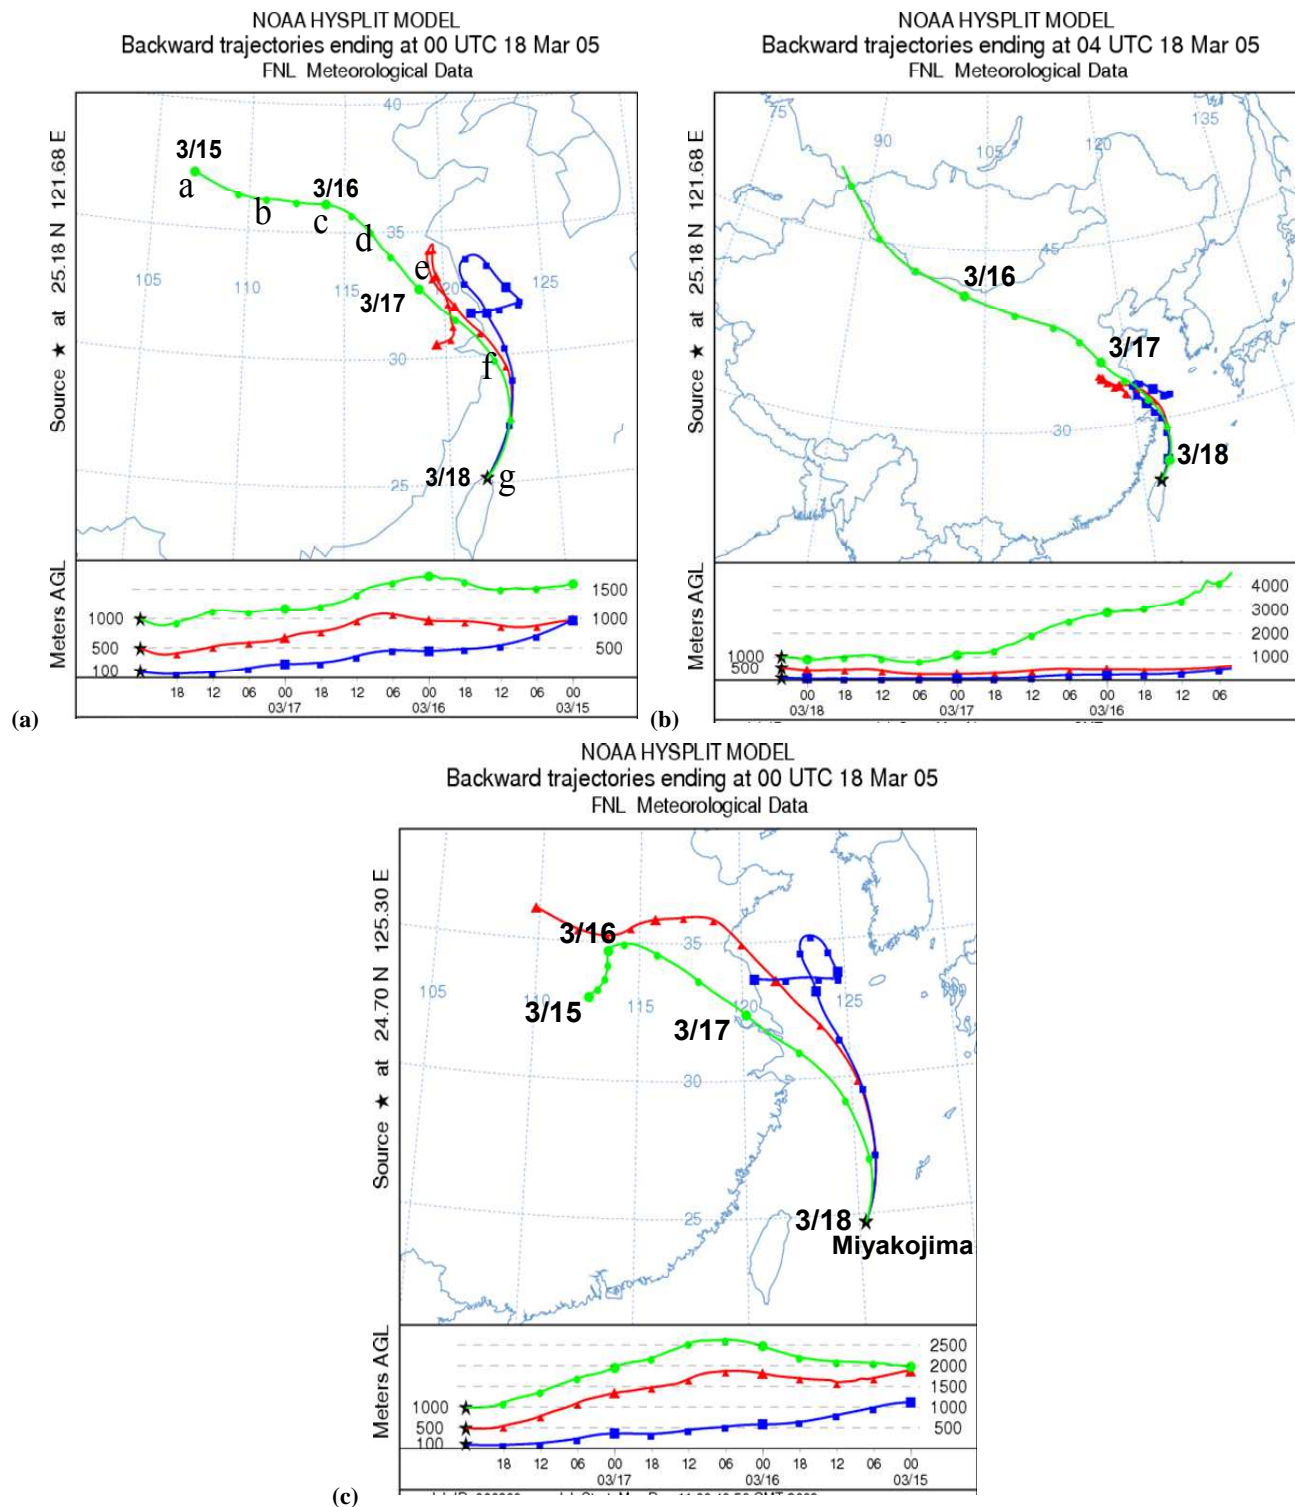 NOAA HYSPLIT MODEL
Backward trajectories ending at 00 UTC 18 Mar 05
FNL Meteorological Data
Source ★ at 25.18 N 121.68 E
40
3/15
a
b
3/16
c
d
35
e
105
110
115
120
125
3/17
30
f
3/18
g
25
Meters AGL
1000
500
100
1500
1000
500
18 12 06 00 18 12 06 00 18 12 06 00
03/17 03/16 03/15
(a)
NOAA HYSPLIT MODEL
Backward trajectories ending at 04 UTC 18 Mar 05
FNL Meteorological Data
Source ★ at 25.18 N 121.68 E
75
90
105
120
135
45
3/16
3/17
30
3/18
Meters AGL
1000
500
4000
3000
2000
1000
00 18 12 06 00 18 12 06 00 18 12 06
03/18 03/17 03/16
(b)
NOAA HYSPLIT MODEL
Backward trajectories ending at 00 UTC 18 Mar 05
FNL Meteorological Data
Source ★ at 24.70 N 125.30 E
3/16
35
105
110
115
120
125
3/15
3/17
30
25
3/18
Miyakojima
Meters AGL
1000
500
100
2500
2000
1500
1000
500
18 12 06 00 18 12 06 00 18 12 06 00
03/17 03/16 03/15
(c)